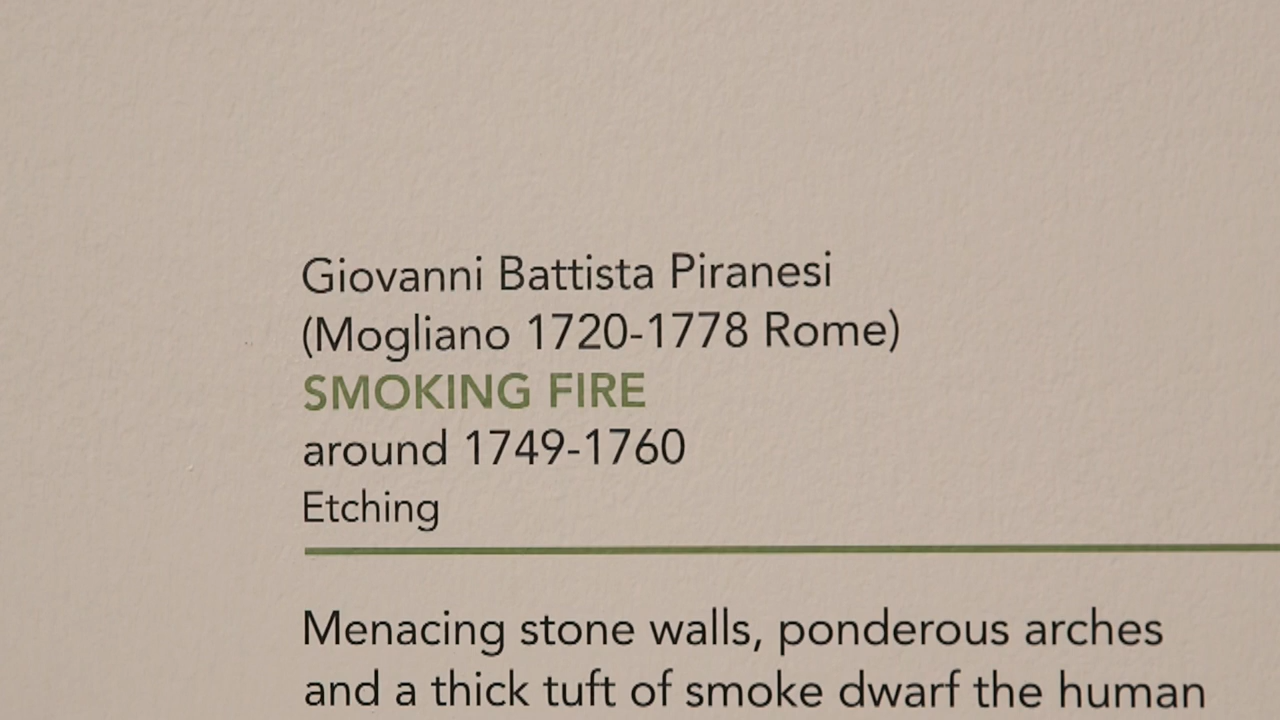 Giovanni Battista Piranesi
(Mogliano 1720-1778 Rome)
SMOKING FIRE
around 1749-1760
Etching
Menacing stone walls, ponderous arches
and a thick tuft of smoke dwarf the human